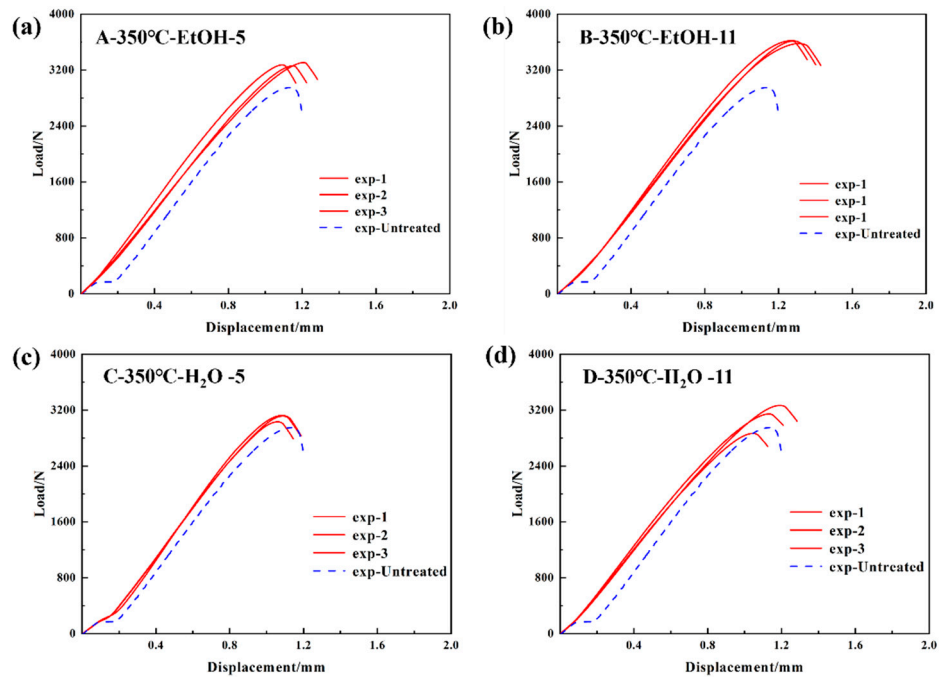 (a)
A-350℃-EtOH-5
4000
3200
2400
1600
800
0
Load/N
exp-1
exp-2
exp-3
exp-Untreated
0.4 0.8 1.2 1.6 2.0
Displacement/mm
(b)
B-350℃-EtOH-11
4000
3200
2400
1600
800
0
Load/N
exp-1
exp-1
exp-1
exp-Untreated
0.4 0.8 1.2 1.6 2.0
Displacement/mm
(c)
C-350℃-H₂O -5
4000
3200
2400
1600
800
0
Load/N
exp-1
exp-2
exp-3
exp-Untreated
0.4 0.8 1.2 1.6 2.0
Displacement/mm
(d)
D-350℃-H₂O -11
4000
3200
2400
1600
800
0
Load/N
exp-1
exp-2
exp-3
exp-Untreated
0.4 0.8 1.2 1.6 2.0
Displacement/mm